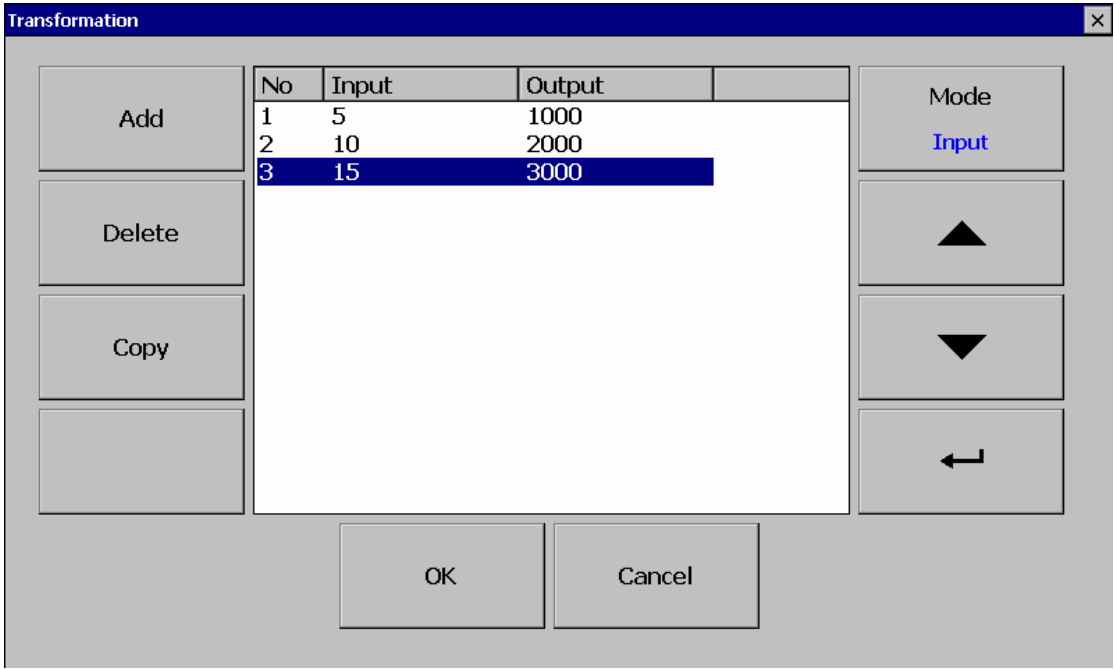 Transformation
Add
Delete
Copy
No Input Output
1 5 1000
2 10 2000
3 15 3000
Mode
Input
OK
Cancel